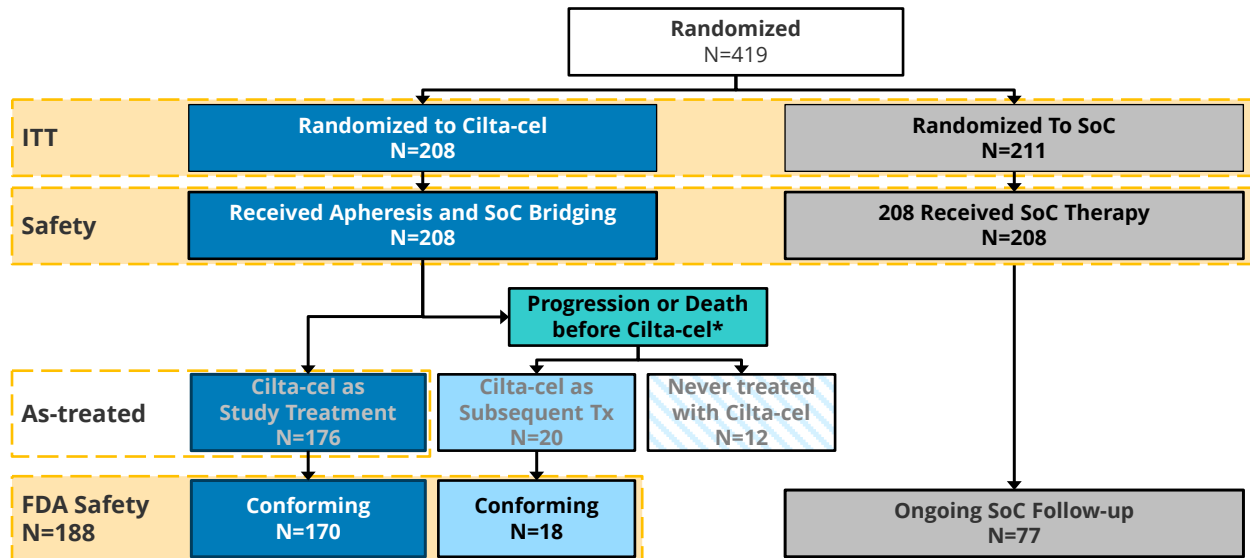 Randomized
N=419
ITT
Randomized to Cilta-cel
N=208
Randomized To SoC
N=211
Safety
Received Apheresis and SoC Bridging
N=208
208 Received SoC Therapy
N=208
Progression or Death
before Cilta-cel*
As-treated
Cilta-cel as
Study Treatment
N=176
Cilta-cel as
Subsequent Tx
N=20
Never treated
with Cilta-cel
N=12
FDA Safety
N=188
Conforming
N=170
Conforming
N=18
Ongoing SoC Follow-up
N=77